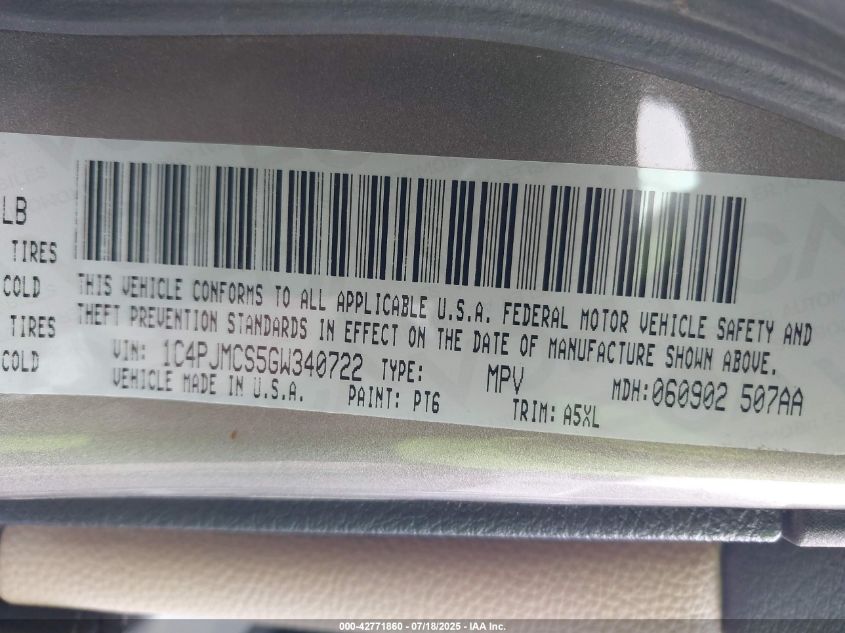 LB
TIRES
COLD
TIRES
COLD
THIS VEHICLE CONFORMS TO ALL APPLICABLE U.S.A. FEDERAL MOTOR VEHICLE SAFETY AND
THEFT PREVENTION STANDARDS IN EFFECT ON THE DATE OF MANUFACTURE SHOWN ABOVE.
VIN: 1C4PJMCS5GW340722 TYPE: MPV MDH:060902 507AA
VEHICLE MADE IN U.S.A. PAINT: PT6 TRIM: A5XL
000-42771860 - 07/18/2025 - IAA Inc.